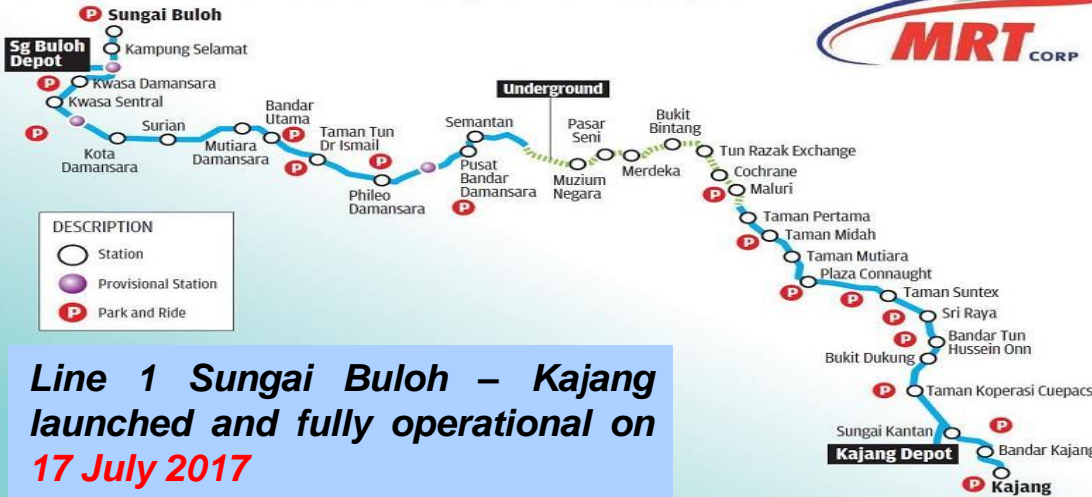 Sungai Buloh
Sg Buloh
Depot
Kampung Selamat
P
Kwasa Damansara
P
Kwasa Sentral
P
Kota
Damansara
Surian
Mutiara
Damansara
Bandar
Utama
P
Taman Tun
Dr Ismail
P
P
Phileo
Damansara
Semantan
Pusat
Bandar
Damansara
P
Underground
Muzium
Negara
Pasar
Seni
Merdeka
Bukit
Bintang
Tun Razak Exchange
Cochrane
Maluri
P
Taman Pertama
Taman Midah
P
Taman Mutiara
Plaza Connaught
P
P
Taman Suntex
P
Sri Raya
P
Bandar Tun
Hussein Onn
Bukit Dukung
Taman Koperasi Cuepacs
P
Sungai Kantan
P
Kajang Depot
Bandar Kajang
P Kajang
P
MRT CORP
DESCRIPTION
Station
Provisional Station
P Park and Ride
Line 1 Sungai Buloh – Kajang
launched and fully operational on
17 July 2017